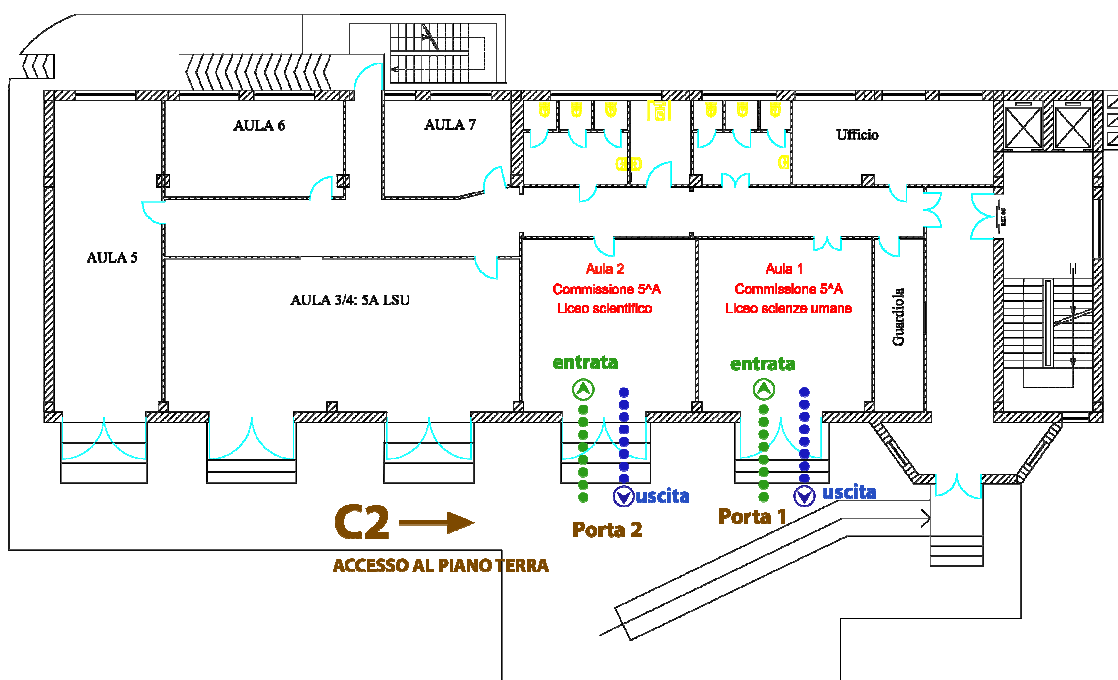 AULA 6
AULA 7
Ufficio
AULA 5
AULA 3/4: 5A LSU
Aula 2
Commissione 5^A
Liceo scientifico
Aula 1
Commissione 5^A
Liceo scienze umane
Guardiola
entrata
entrata
uscita
uscita
C2
Porta 2
Porta 1
ACCESSO AL PIANO TERRA